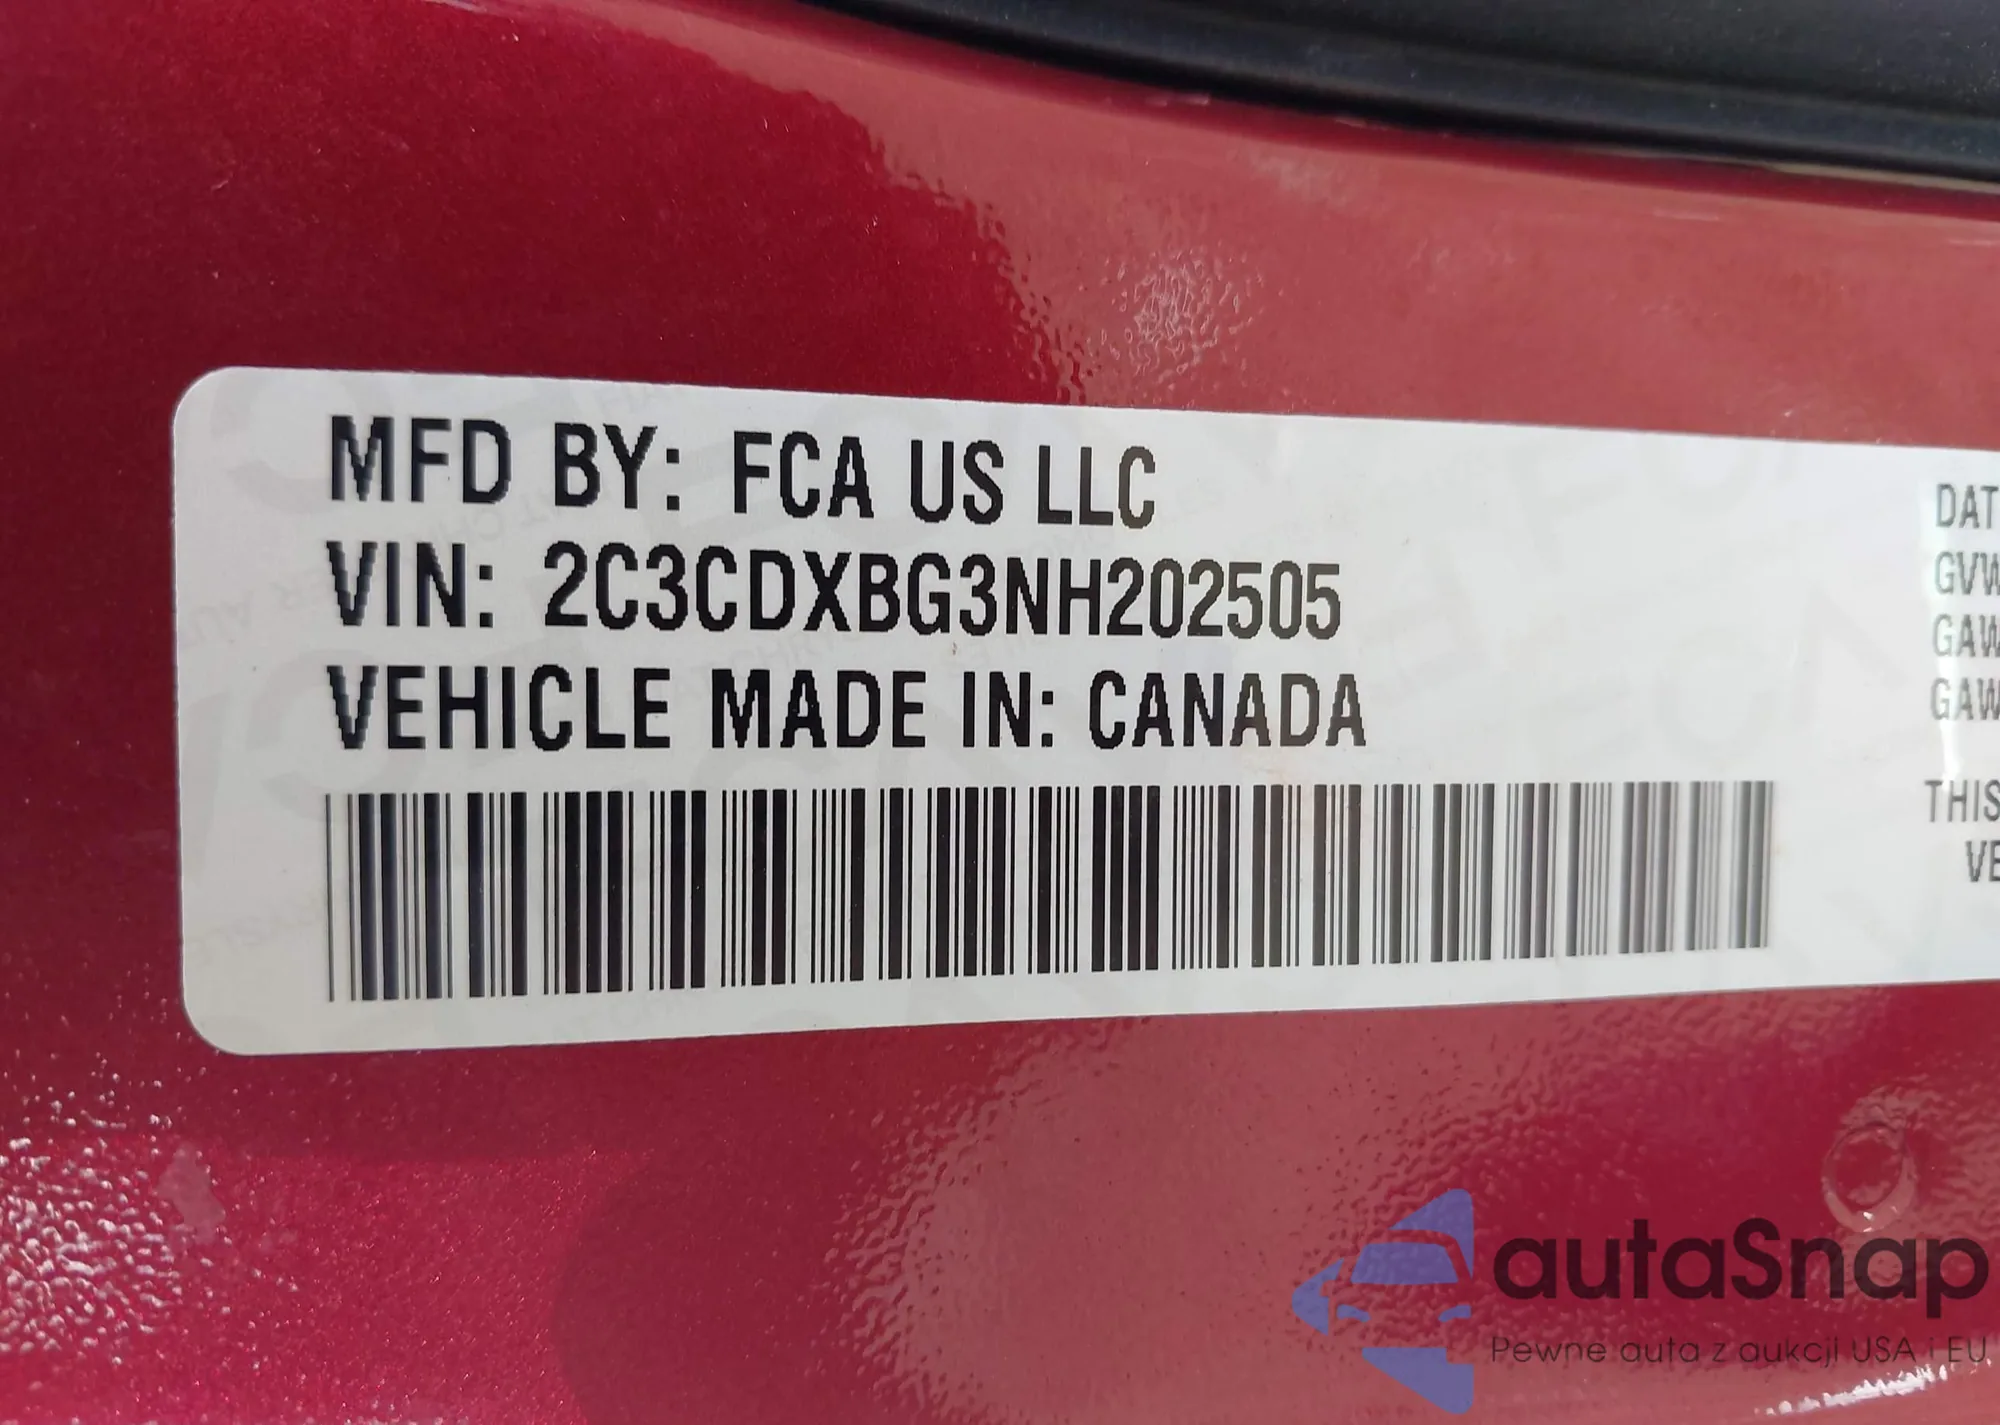 MFD BY: FCA US LLC
VIN: 2C3CDXBG3NH202505
VEHICLE MADE IN: CANADA
DAT
GVW
GAW
GAW
THIS
VE
autaSnap
Pewne auta z aukcji USA i EU